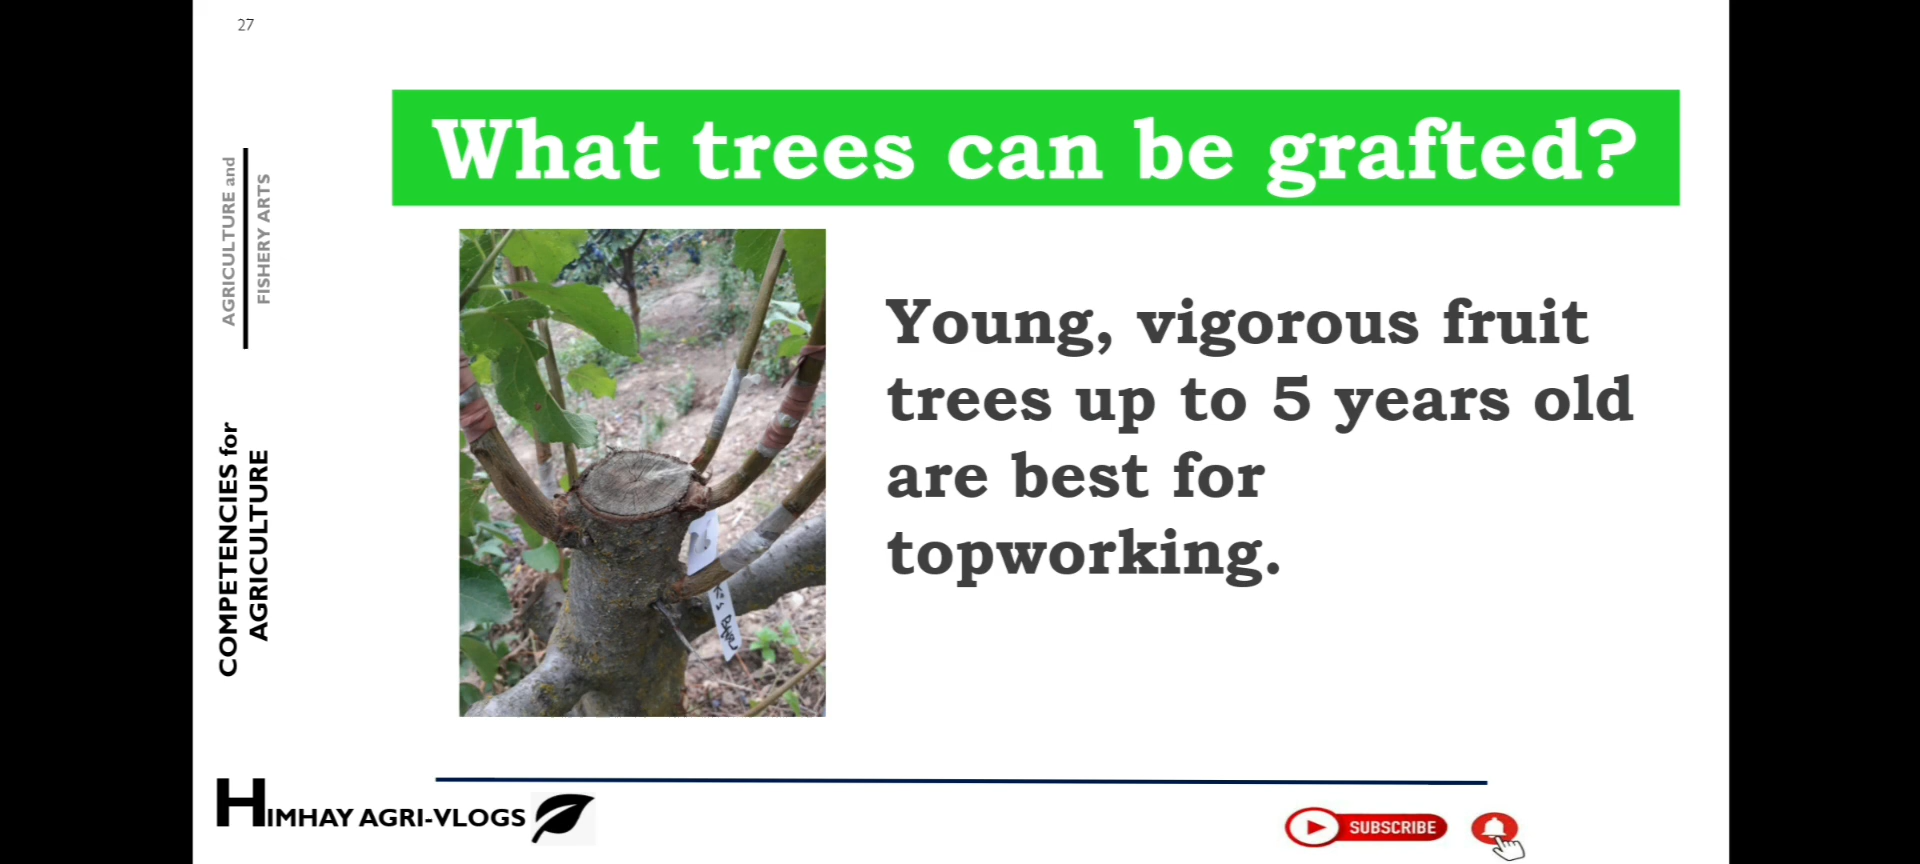 27
What trees can be grafted?
AGRICULTURE and
FISHERY ARTS
COMPETENCIES for
AGRICULTURE
Young, vigorous fruit
trees up to 5 years old
are best for
topworking.
HIMHAY AGRI-VLOGS
SUBSCRIBE